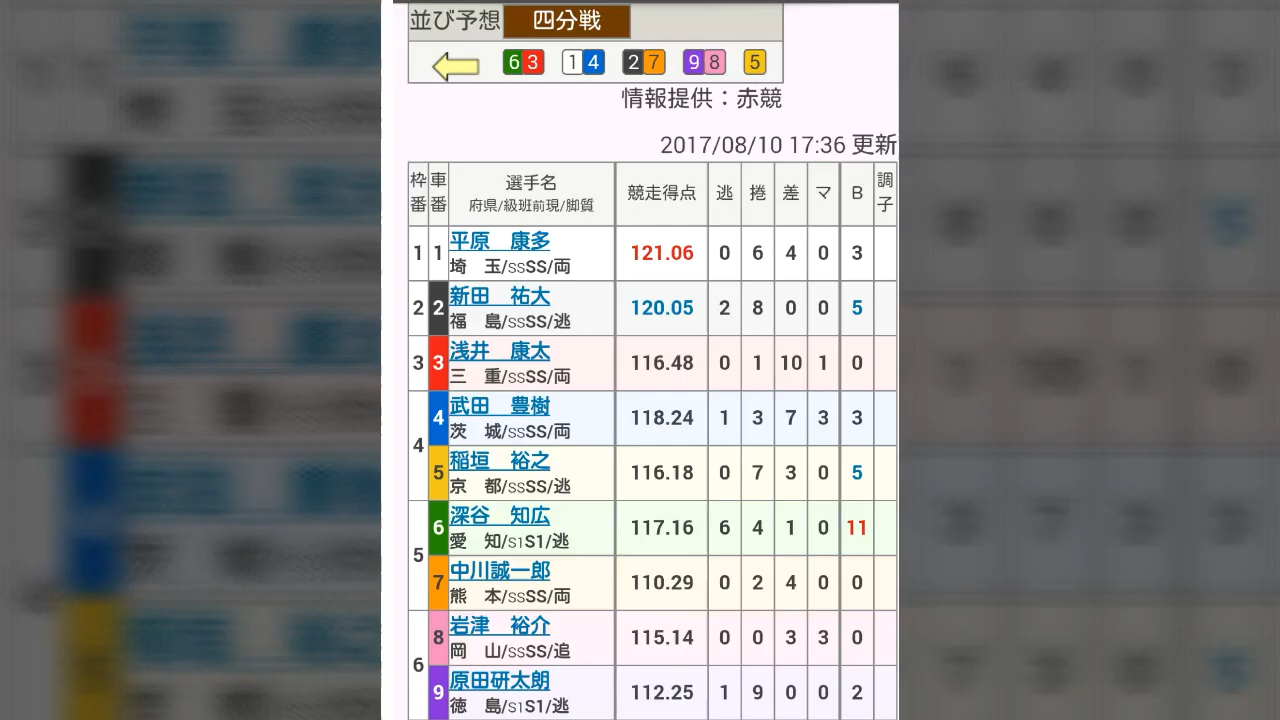 並び予想 四分戦
6 3 1 4 2 7 9 8 5
情報提供：赤競
2017/08/10 17:36 更新
枠番 車番 選手名 府県/級班前現/脚質 競走得点 逃 捲 差 マ B 調子
1 1 平原　康多 121.06 0 6 4 0 3
埼　玉/SSSS/両
2 2 新田　祐大 120.05 2 8 0 0 5
福　島/SSSS/逃
3 3 浅井　康太 116.48 0 1 10 1 0
三　重/SSSS/両
4 4 武田　豊樹 118.24 1 3 7 3 3
茨　城/SSSS/両
5 稲垣　裕之 116.18 0 7 3 0 5
京　都/SSSS/逃
5 6 深谷　知広 117.16 6 4 1 0 11
愛　知/S1S1/逃
7 中川誠一郎 110.29 0 2 4 0 0
熊　本/SSSS/両
6 8 岩津　裕介 115.14 0 0 3 3 0
岡　山/SSSS/追
9 原田研太朗 112.25 1 9 0 0 2
徳　島/S1S1/逃